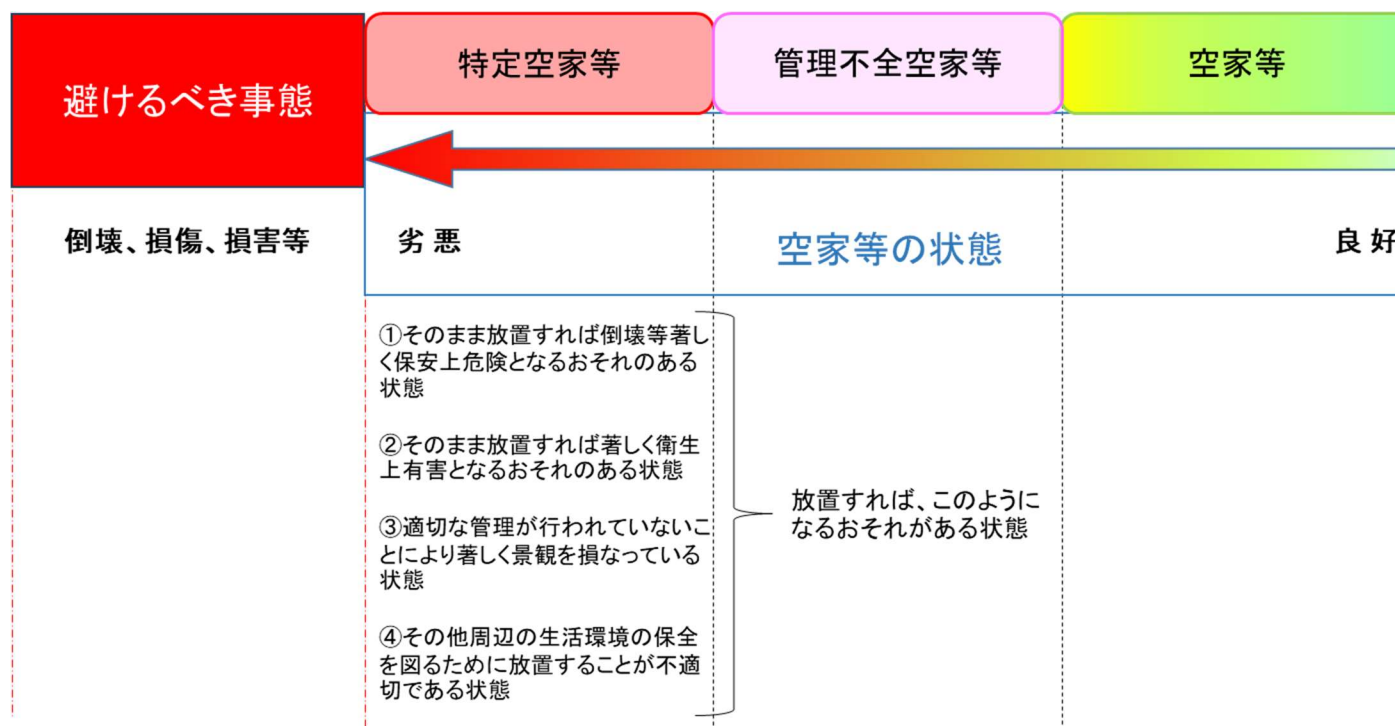 避けるべき事態
特定空家等
管理不全空家等
空家等
倒壊、損傷、損害等
劣 悪
空家等の状態
良 好
①そのまま放置すれば倒壊等著し
く保安上危険となるおそれのある
状態
②そのまま放置すれば著しく衛生
上有害となるおそれのある状態
③適切な管理が行われていないこ
とにより著しく景観を損なっている
状態
④その他周辺の生活環境の保全
を図るために放置することが不適
切である状態
放置すれば、このように
なるおそれがある状態